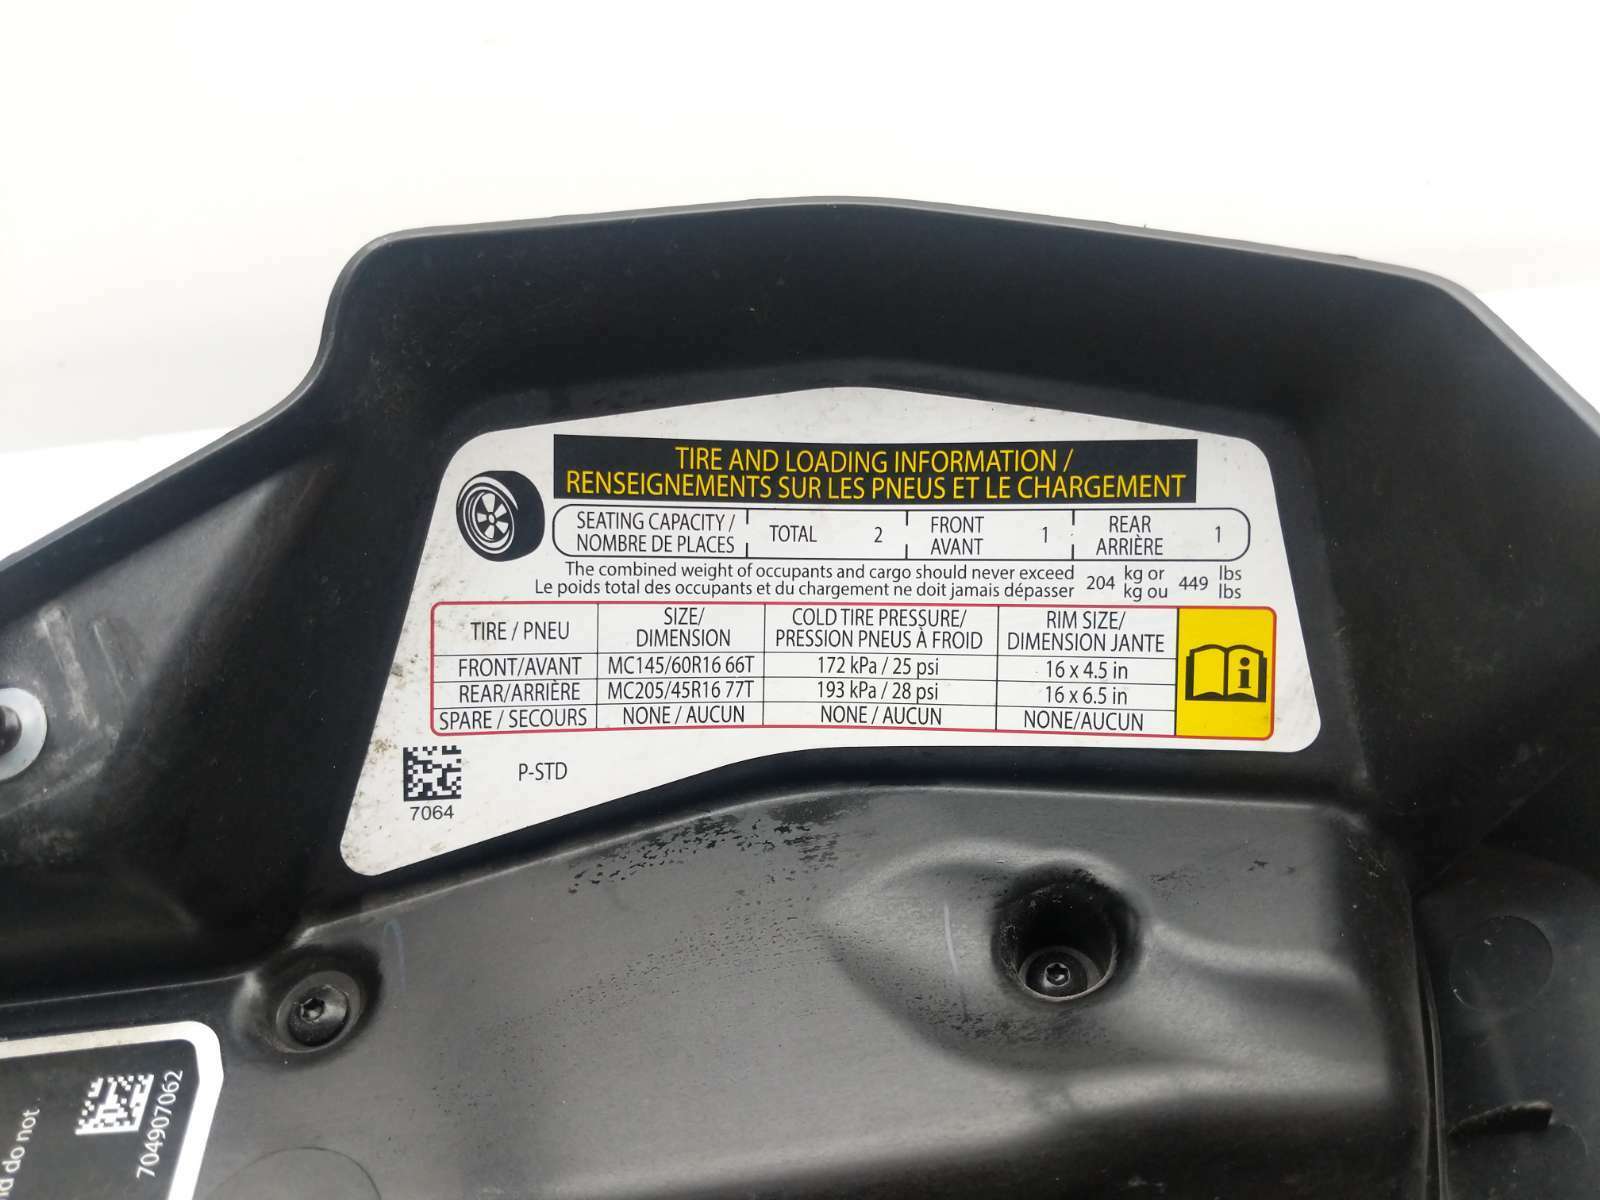 TIRE AND LOADING INFORMATION /
RENSEIGNEMENTS SUR LES PNEUS ET LE CHARGEMENT
SEATING CAPACITY / NOMBRE DE PLACES TOTAL 2 FRONT AVANT 1 REAR ARRIÈRE 1
The combined weight of occupants and cargo should never exceed 204 kg or 449 lbs
Le poids total des occupants et du chargement ne doit jamais dépasser kg ou lbs
TIRE / PNEU SIZE/ DIMENSION COLD TIRE PRESSURE/ PRESSION PNEUS À FROID RIM SIZE/ DIMENSION JANTE
FRONT/AVANT MC145/60R16 66T 172 kPa / 25 psi 16 x 4.5 in
REAR/ARRIÈRE MC205/45R16 77T 193 kPa / 28 psi 16 x 6.5 in
SPARE / SECOURS NONE / AUCUN NONE / AUCUN NONE/AUCUN
i
P-STD
7064
do not
704907062